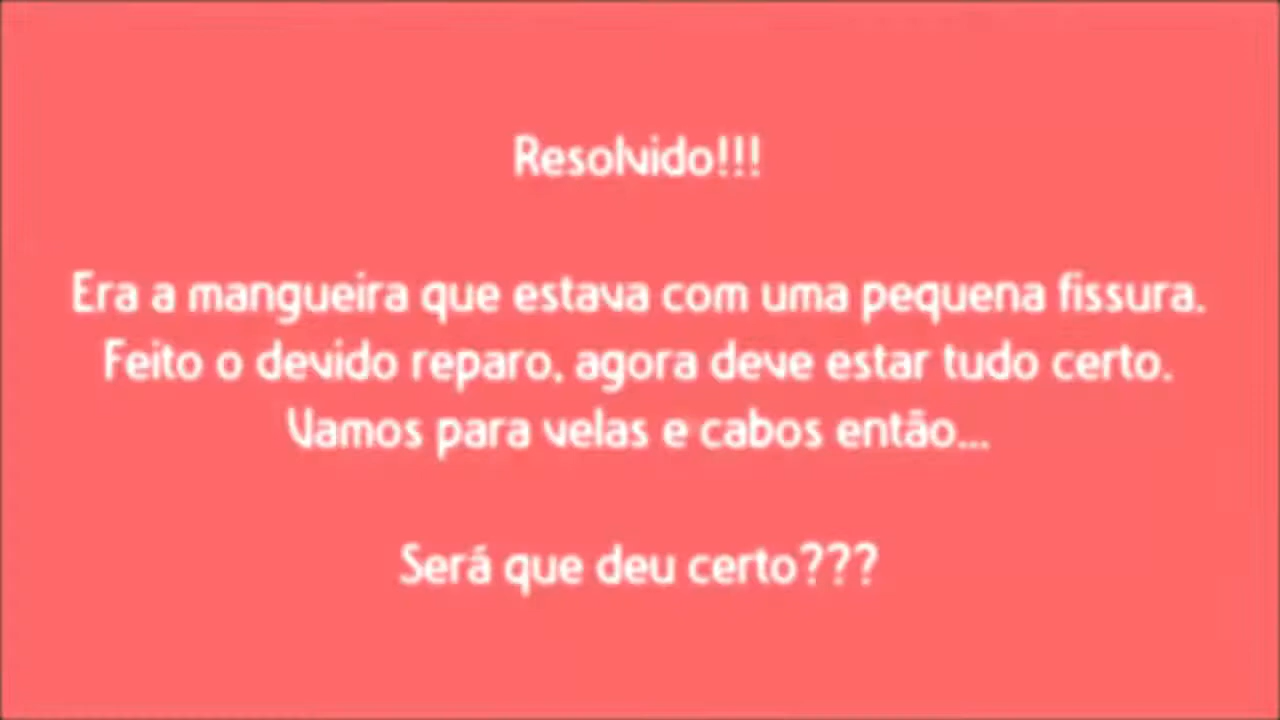 Resolvido!!!
Era a mangueira que estava com uma pequena fissura.
Feito o devido reparo, agora deve estar tudo certo.
Vamos para velas e cabos então...
Será que deu certo???